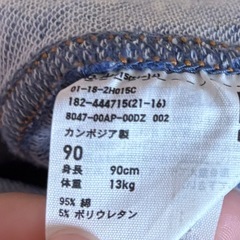 01-18-2H015C
182-444715(21-16)
8D47-00AP-00DZ 002
カンボジア製
90
身長 90cm
体重 13kg
95% 綿
5% ポリウレタン